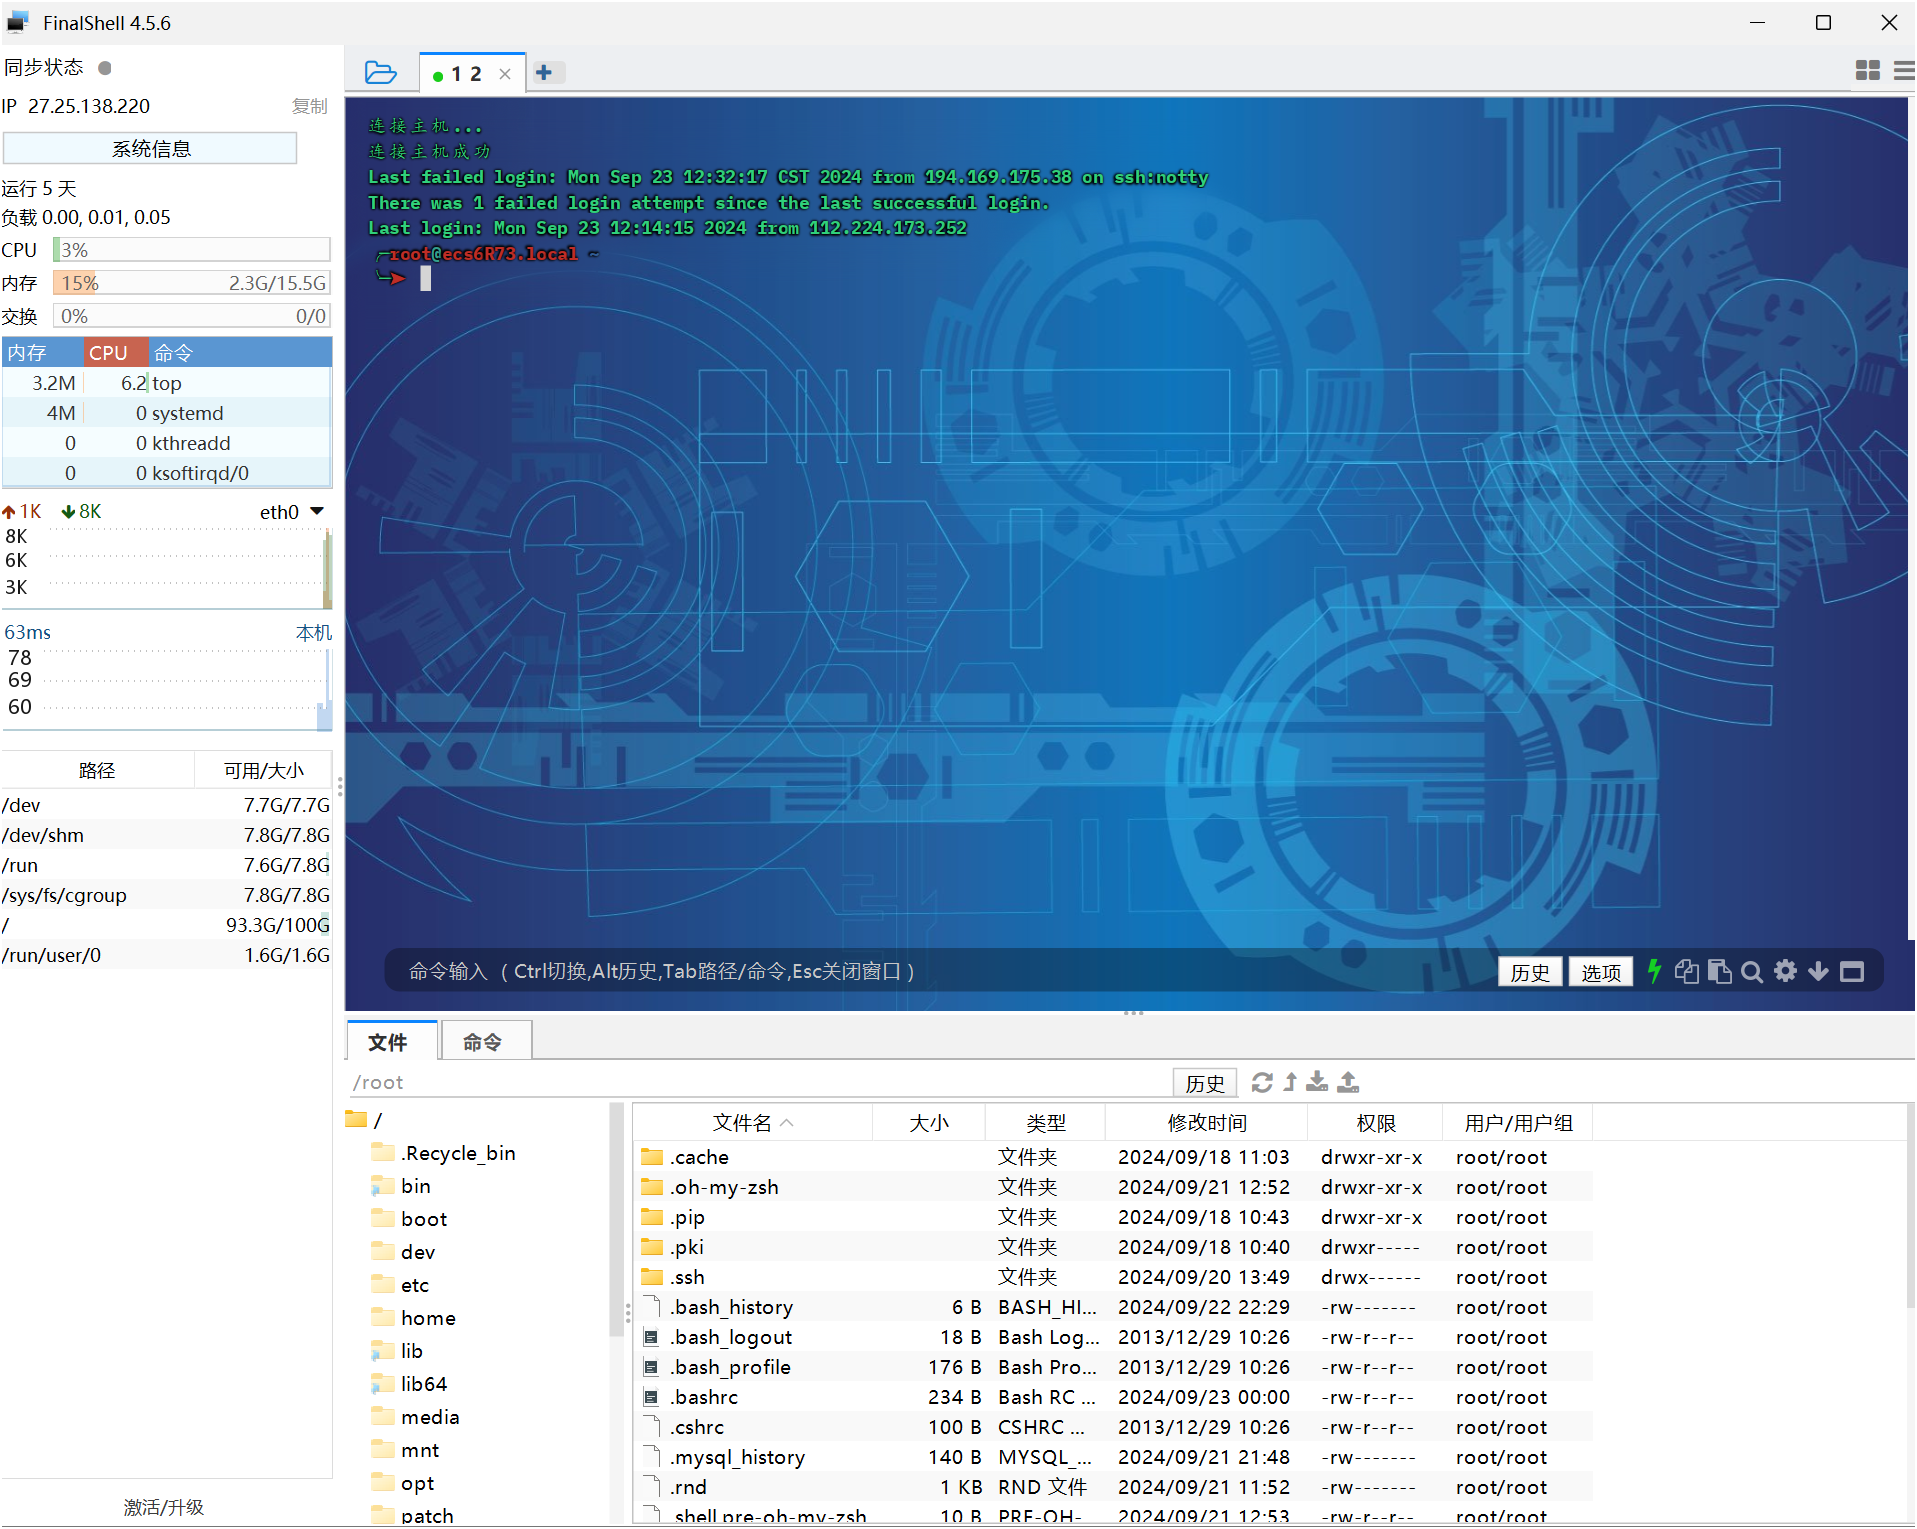 FinalShell 4.5.6
同步状态
IP 27.25.138.220 复制
系统信息
运行 5 天
负载 0.00, 0.01, 0.05
CPU 3%
内存 15% 2.3G/15.5G
交换 0% 0/0
内存 CPU 命令
3.2M 6.2 top
4M 0 systemd
0 0 kthreadd
0 0 ksoftirqd/0
1K 8K eth0
8K
6K
3K
63ms 本机
78
69
60
路径 可用/大小
/dev 7.7G/7.7G
/dev/shm 7.8G/7.8G
/run 7.6G/7.8G
/sys/fs/cgroup 7.8G/7.8G
/ 93.3G/100G
/run/user/0 1.6G/1.6G
激活/升级
1 2
连接主机...
连接主机成功
Last failed login: Mon Sep 23 12:32:17 CST 2024 from 194.169.175.38 on ssh:notty
There was 1 failed login attempt since the last successful login.
Last login: Mon Sep 23 12:14:15 2024 from 112.224.173.252
╭─root@ecs6R73.local ~
╰─➤
命令输入 （Ctrl切换,Alt历史,Tab路径/命令,Esc关闭窗口） 历史 选项
文件 命令
/root 历史
/
.Recycle_bin
bin
boot
dev
etc
home
lib
lib64
media
mnt
opt
patch
文件名 大小 类型 修改时间 权限 用户/用户组
.cache 文件夹 2024/09/18 11:03 drwxr-xr-x root/root
.oh-my-zsh 文件夹 2024/09/21 12:52 drwxr-xr-x root/root
.pip 文件夹 2024/09/18 10:43 drwxr-xr-x root/root
.pki 文件夹 2024/09/18 10:40 drwxr----- root/root
.ssh 文件夹 2024/09/20 13:49 drwx------ root/root
.bash_history 6 B BASH_HI... 2024/09/22 22:29 -rw------- root/root
.bash_logout 18 B Bash Log... 2013/12/29 10:26 -rw-r--r-- root/root
.bash_profile 176 B Bash Pro... 2013/12/29 10:26 -rw-r--r-- root/root
.bashrc 234 B Bash RC ... 2024/09/23 00:00 -rw-r--r-- root/root
.cshrc 100 B CSHRC ... 2013/12/29 10:26 -rw-r--r-- root/root
.mysql_history 140 B MYSQL_... 2024/09/21 21:48 -rw------- root/root
.rnd 1 KB RND 文件 2024/09/21 11:52 -rw------- root/root
.shell.pre-oh-my-zsh 10 B PRE-OH- 2024/09/21 12:53 -rw-r--r-- root/root